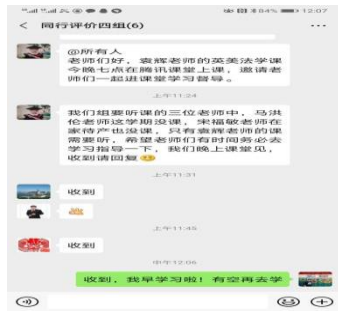 12:07
同行评价四组(6)
@所有人
老师们好，袁辉老师的英美法学课
今晚七点在腾讯课堂上课，邀请老
师们一起进课堂学习督导。
上午11:24
我们组要听课的三位老师中，马洪
伦老师这学期没课，宋福敏老师在
家待产也没课，只有袁辉老师的课
需要听，希望老师们有时间务必去
学习指导一下，我们晚上课堂见，
收到请回复
上午11:31
收到
上午11:45
收到
中午12:06
收到，我早学习啦！有空再去学